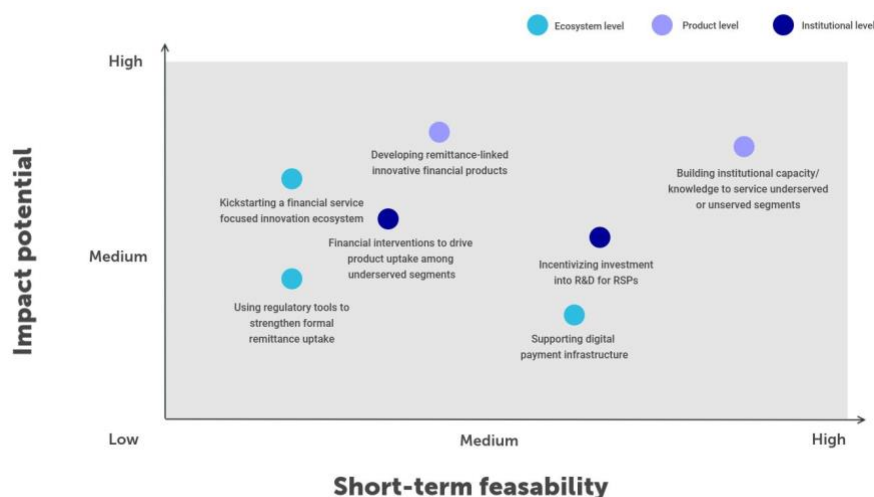 Ecosystem level
Product level
Institutional level
High
Impact potential
Developing remittance-linked
innovative financial products
Building institutional capacity/
knowledge to service underserved
or unserved segments
Kickstarting a financial service
focused innovation ecosystem
Financial interventions to drive
product uptake among
underserved segments
Medium
Incentivizing investment
into R&D for RSPs
Using regulatory tools to
strengthen formal
remittance uptake
Supporting digital
payment infrastructure
Low
Medium
High
Short-term feasability